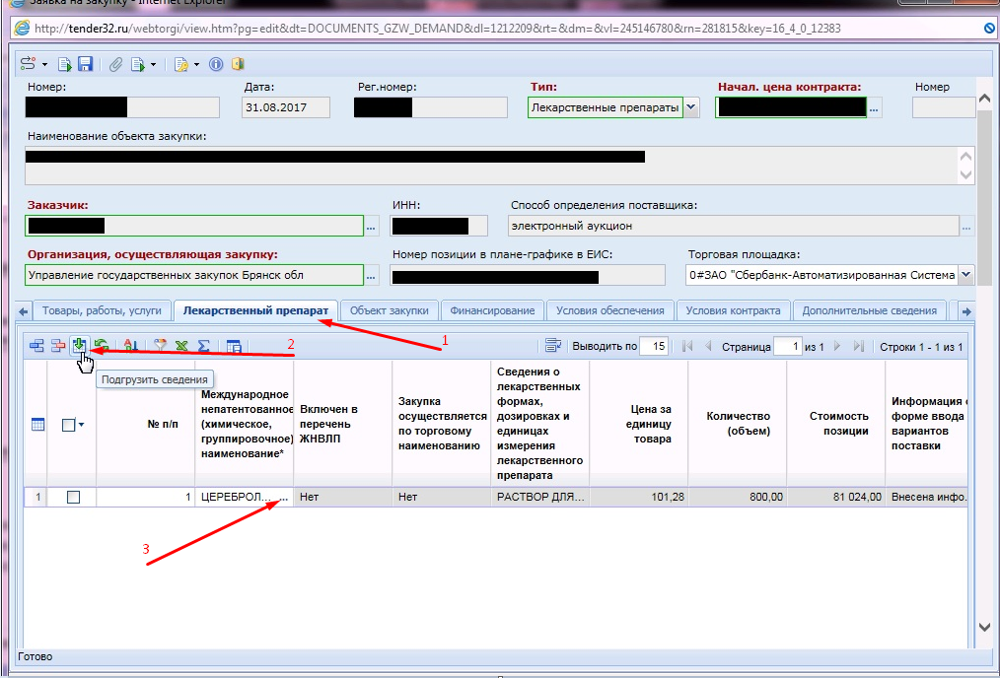 Заявка на закупку - Internet Explorer
http://tender32.ru/webtorgi/view.htm?pg=edit&dt=DOCUMENTS_GZW_DEMAND&dl=1212209&rt=&dm=&vl=245146780&rn=281815&key=16_4_0_12383
Номер: Дата: Рег.номер: Тип: Начал. цена контракта: Номер
31.08.2017 Лекарственные препараты ...
Наименование объекта закупки:
Заказчик: ИНН: Способ определения поставщика:
... электронный аукцион ...
Организация, осуществляющая закупку: Номер позиции в плане-графике в ЕИС: Торговая площадка:
Управление государственных закупок Брянск обл ... 0#ЗАО "Сбербанк-Автоматизированная Система
Товары, работы, услуги Лекарственный препарат Объект закупки Финансирование Условия обеспечения Условия контракта Дополнительные сведения
1
2 Выводить по 15 Страница 1 из 1 Строки 1 - 1 из 1
Подгрузить сведения
№ п/п
Международное
непатентованное
(химическое,
группировочное)
наименование*
Включен в
перечень
ЖНВЛП
Закупка
осуществляется
по торговому
наименованию
Сведения о
лекарственных
формах,
дозировках и
единицах
измерения
лекарственного
препарата
Цена за
единицу
товара
Количество
(объем)
Стоимость
позиции
Информация о
форме ввода
вариантов
поставки
1 1 ЦЕРЕБРОЛ... ... Нет Нет РАСТВОР ДЛЯ... 101,28 800,00 81 024,00 Внесена инфо.
3
Готово